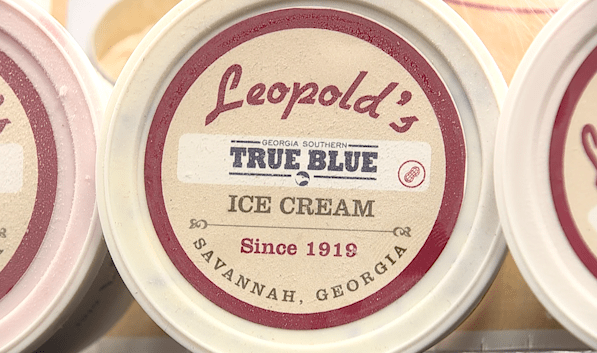 Leopold's
GEORGIA SOUTHERN
TRUE BLUE
ICE CREAM
Since 1919
SAVANNAH, GEORGIA